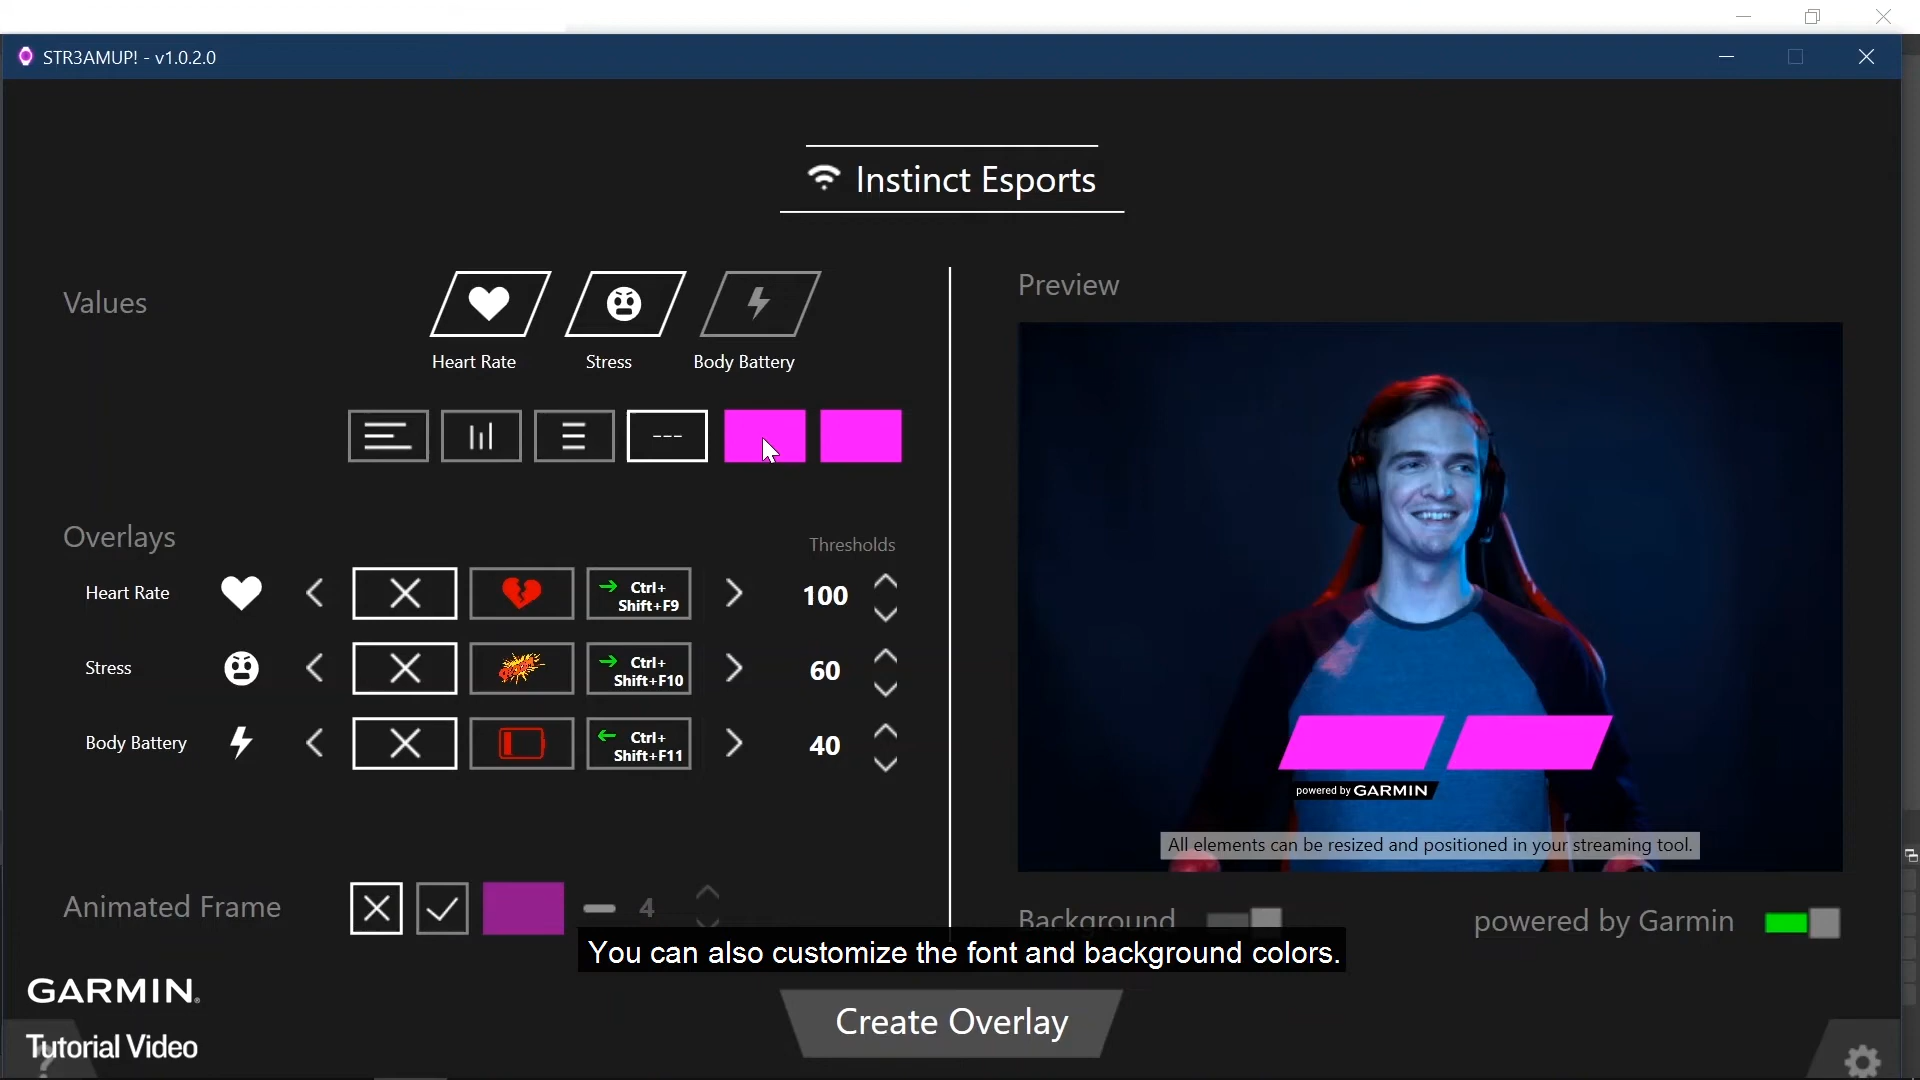 STR3AMUP! - v1.0.2.0
Instinct Esports
Values
Heart Rate
Stress
Body Battery
---
Preview
Overlays
Thresholds
Heart Rate
Ctrl+
Shift+F9
100
Stress
Ctrl+
Shift+F10
60
Body Battery
Ctrl+
Shift+F11
40
powered by GARMIN
All elements can be resized and positioned in your streaming tool.
Animated Frame
4
Background
powered by Garmin
You can also customize the font and background colors.
GARMIN.
Create Overlay
Tutorial Video
?